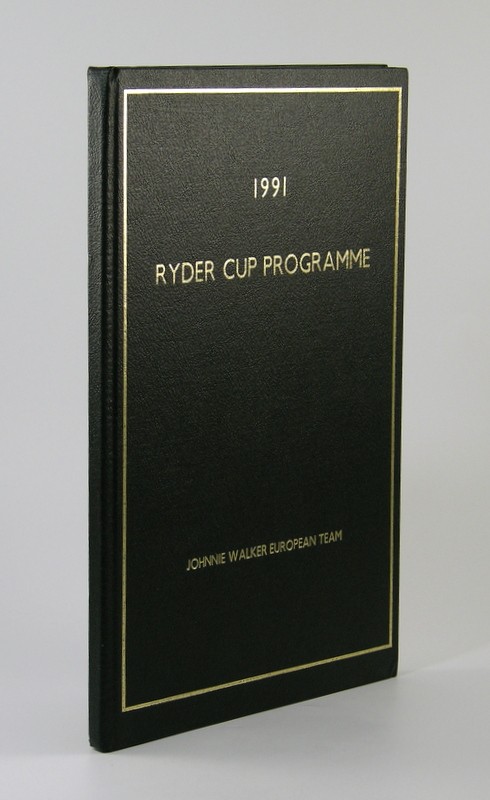 1991
RYDER CUP PROGRAMME
JOHNNIE WALKER EUROPEAN TEAM